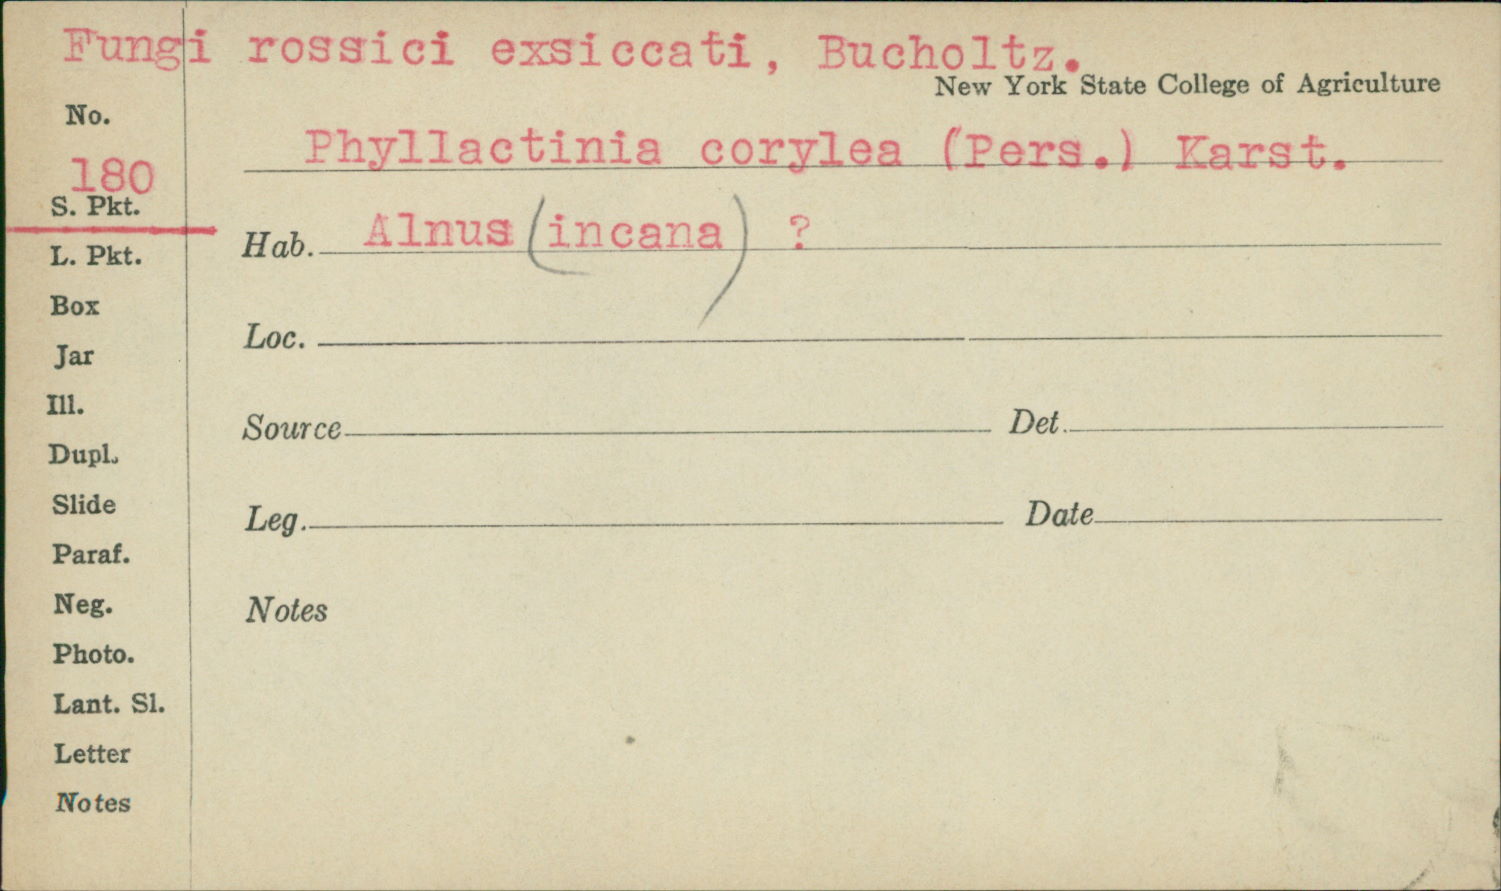 Fungi rossici exsiccati, Bucholtz.
New York State College of Agriculture
No.
180
Phyllactinia corylea (Pers.) Karst.
S. Pkt.
Hab. Alnus (incana) ?
L. Pkt.
Box
Loc.
Jar
Ill.
Source Det.
Dupl.
Slide
Leg. Date
Paraf.
Neg.
Notes
Photo.
Lant. Sl.
Letter
Notes